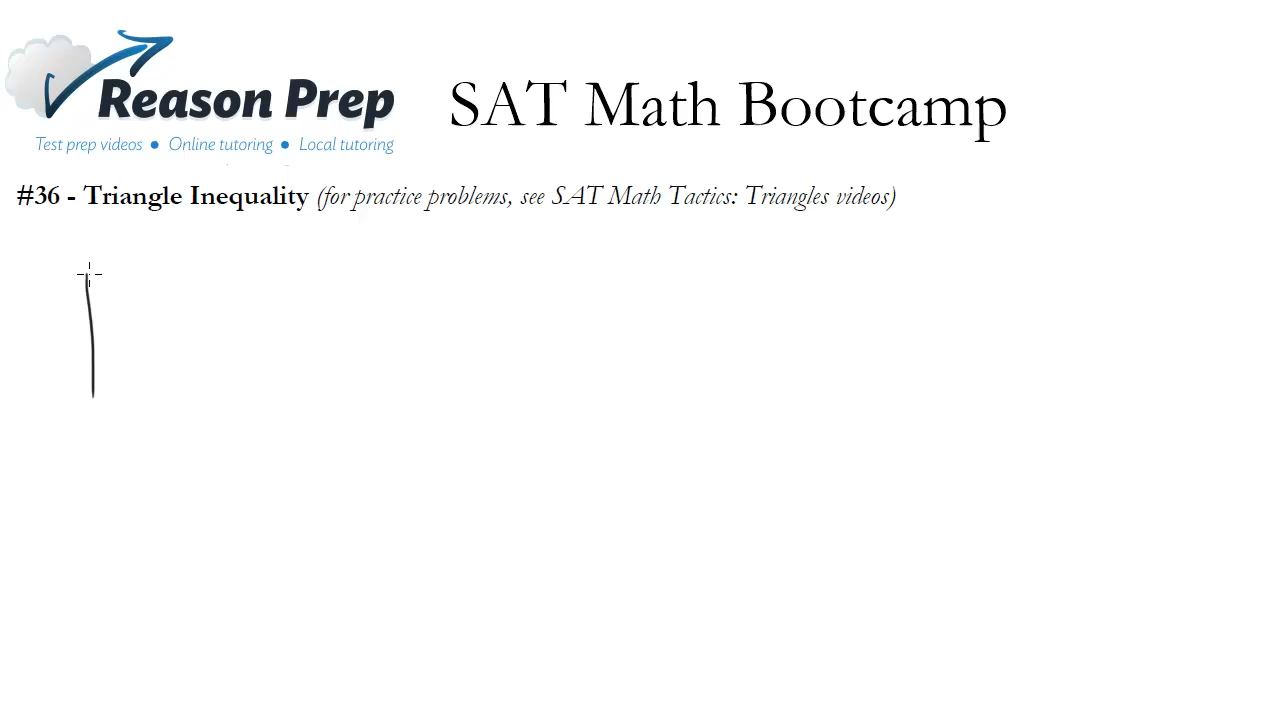 Reason Prep
SAT Math Bootcamp
Test prep videos ● Online tutoring ● Local tutoring
#36 - Triangle Inequality (for practice problems, see SAT Math Tactics: Triangles videos)